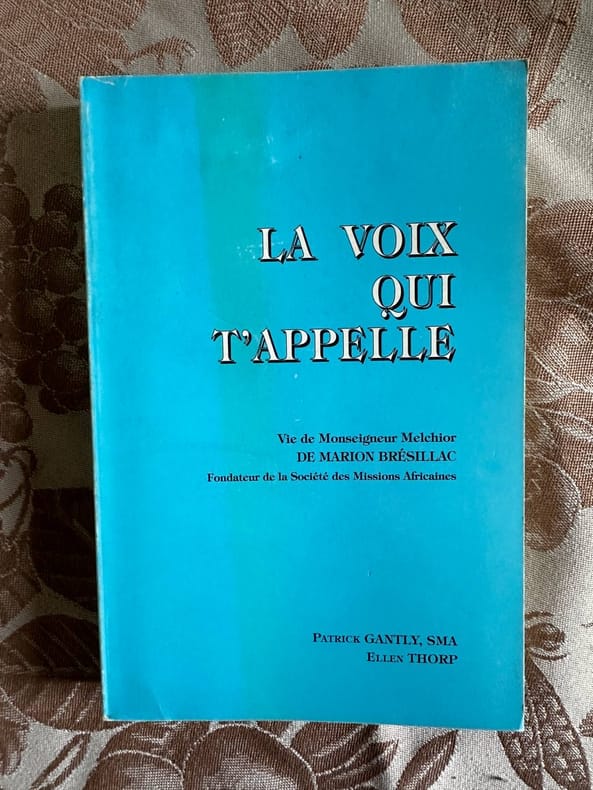 LA VOIX
QUI
T'APPELLE
Vie de Monseigneur Melchior
DE MARION BRÉSILLAC
Fondateur de la Société des Missions Africaines
PATRICK GANTLY, SMA
ELLEN THORP